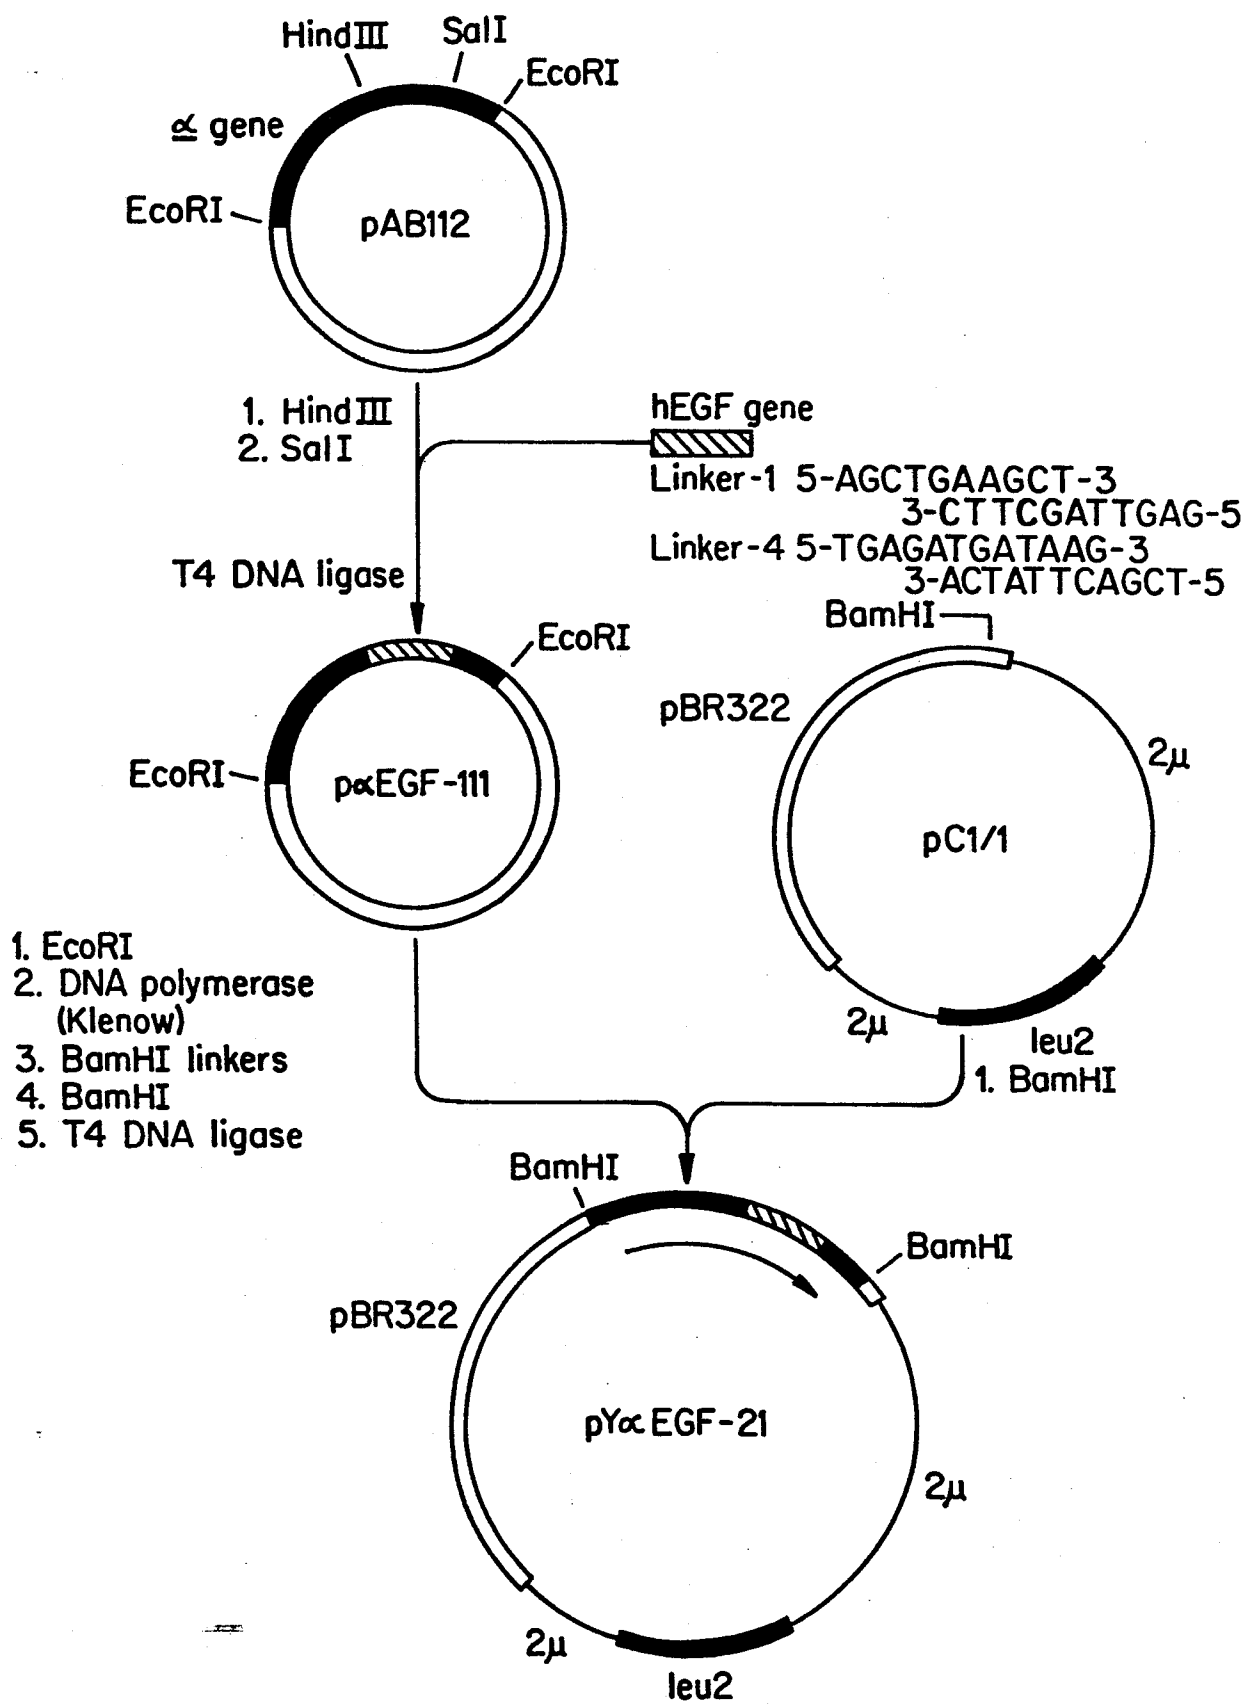 HindIII
SalI
EcoRI
α gene
EcoRI
pAB112
1. HindIII
2. SalI
hEGF gene
Linker-1 5-AGCTGAAGCT-3
3-CTTCGATTGAG-5
Linker-4 5-TGAGATGATAAG-3
3-ACTATTCAGCT-5
T4 DNA ligase
BamHI
EcoRI
pBR322
2μ
EcoRI
pαEGF-111
pC1/1
1. EcoRI
2. DNA polymerase
(Klenow)
3. BamHI linkers
4. BamHI
5. T4 DNA ligase
2μ
leu2
1. BamHI
BamHI
BamHI
pBR322
pYαEGF-21
2μ
2μ
leu2